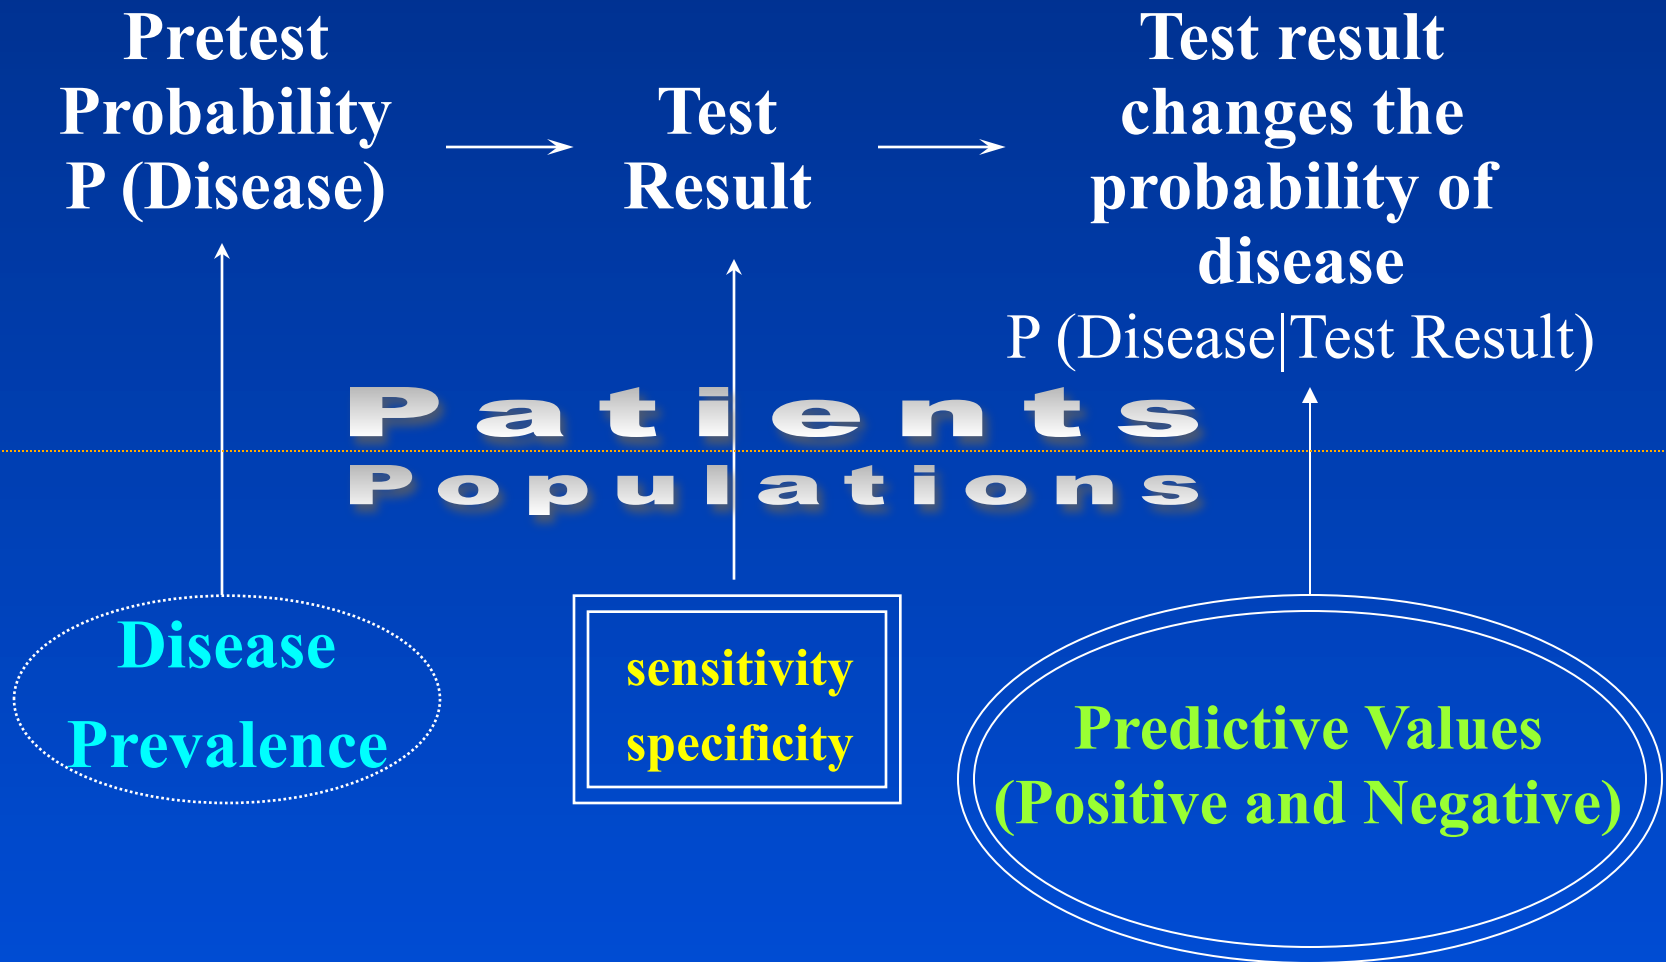 Pretest
Probability
P (Disease)
Test
Result
Test result
changes the
probability of
disease
P (Disease|Test Result)
Patients
Populations
Disease
Prevalence
sensitivity
specificity
Predictive Values
(Positive and Negative)